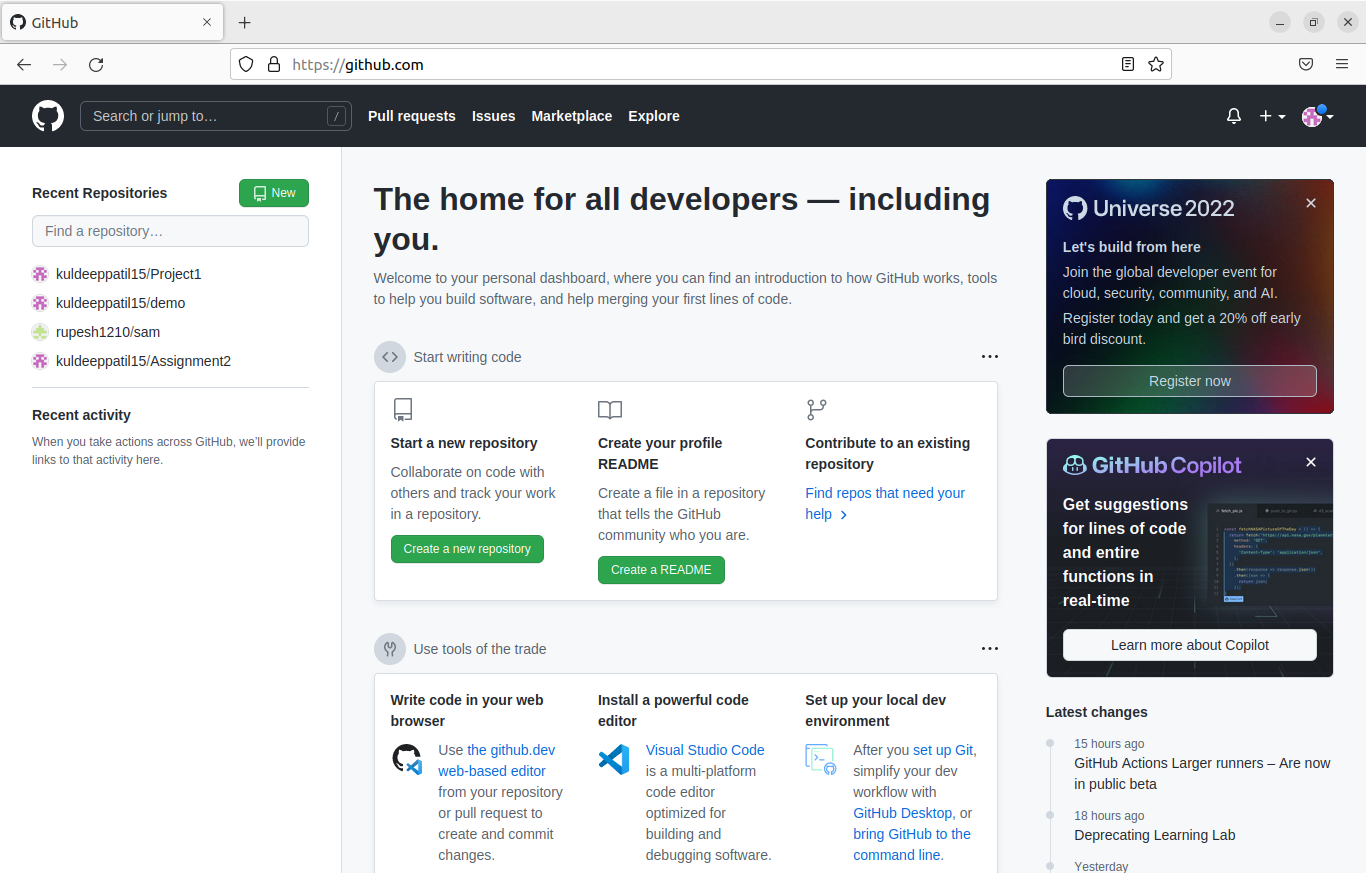 GitHub
https://github.com
Search or jump to…
/
Pull requests
Issues
Marketplace
Explore
Recent Repositories
New
Find a repository…
kuldeeppatil15/Project1
kuldeeppatil15/demo
rupesh1210/sam
kuldeeppatil15/Assignment2
Recent activity
When you take actions across GitHub, we'll provide
links to that activity here.
The home for all developers — including
you.
Welcome to your personal dashboard, where you can find an introduction to how GitHub works, tools
to help you build software, and help merging your first lines of code.
Start writing code
Start a new repository
Collaborate on code with
others and track your work
in a repository.
Create a new repository
Create your profile
README
Create a file in a repository
that tells the GitHub
community who you are.
Create a README
Contribute to an existing
repository
Find repos that need your
help
Use tools of the trade
Write code in your web
browser
Use the github.dev
web-based editor
from your repository
or pull request to
create and commit
changes.
Install a powerful code
editor
Visual Studio Code
is a multi-platform
code editor
optimized for
building and
debugging software.
Set up your local dev
environment
After you set up Git,
simplify your dev
workflow with
GitHub Desktop, or
bring GitHub to the
command line.
Universe 2022
Let's build from here
Join the global developer event for
cloud, security, community, and AI.
Register today and get a 20% off early
bird discount.
Register now
GitHub Copilot
Get suggestions
for lines of code
and entire
functions in
real-time
Learn more about Copilot
Latest changes
15 hours ago
GitHub Actions Larger runners – Are now
in public beta
18 hours ago
Deprecating Learning Lab
Yesterday